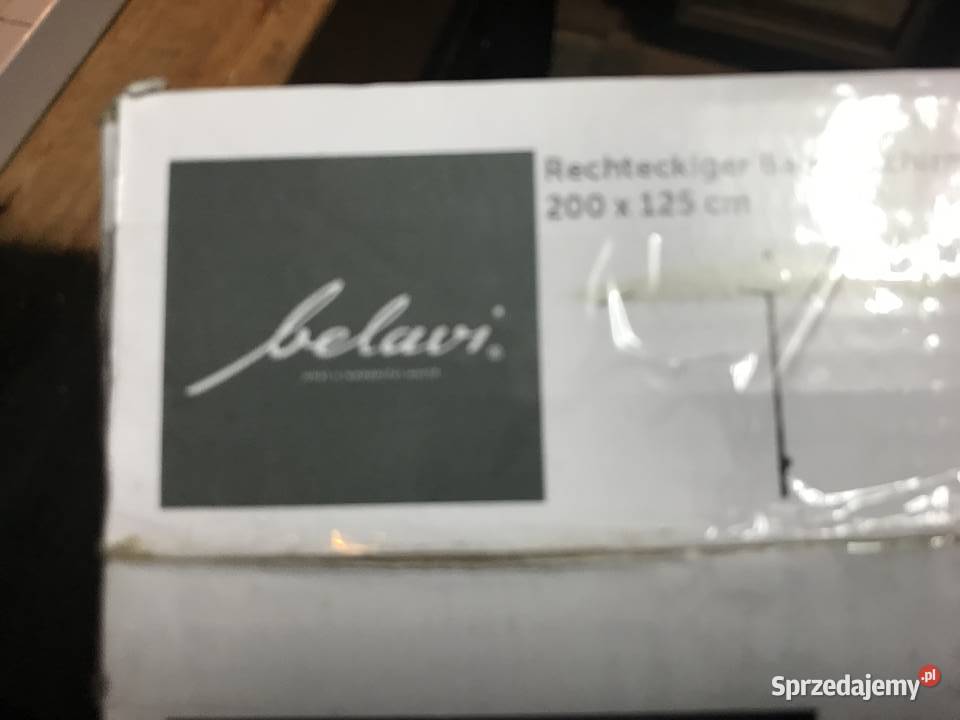 Rechteckiger
200 x 125 cm
belavi®
Sprzedajemy.pl